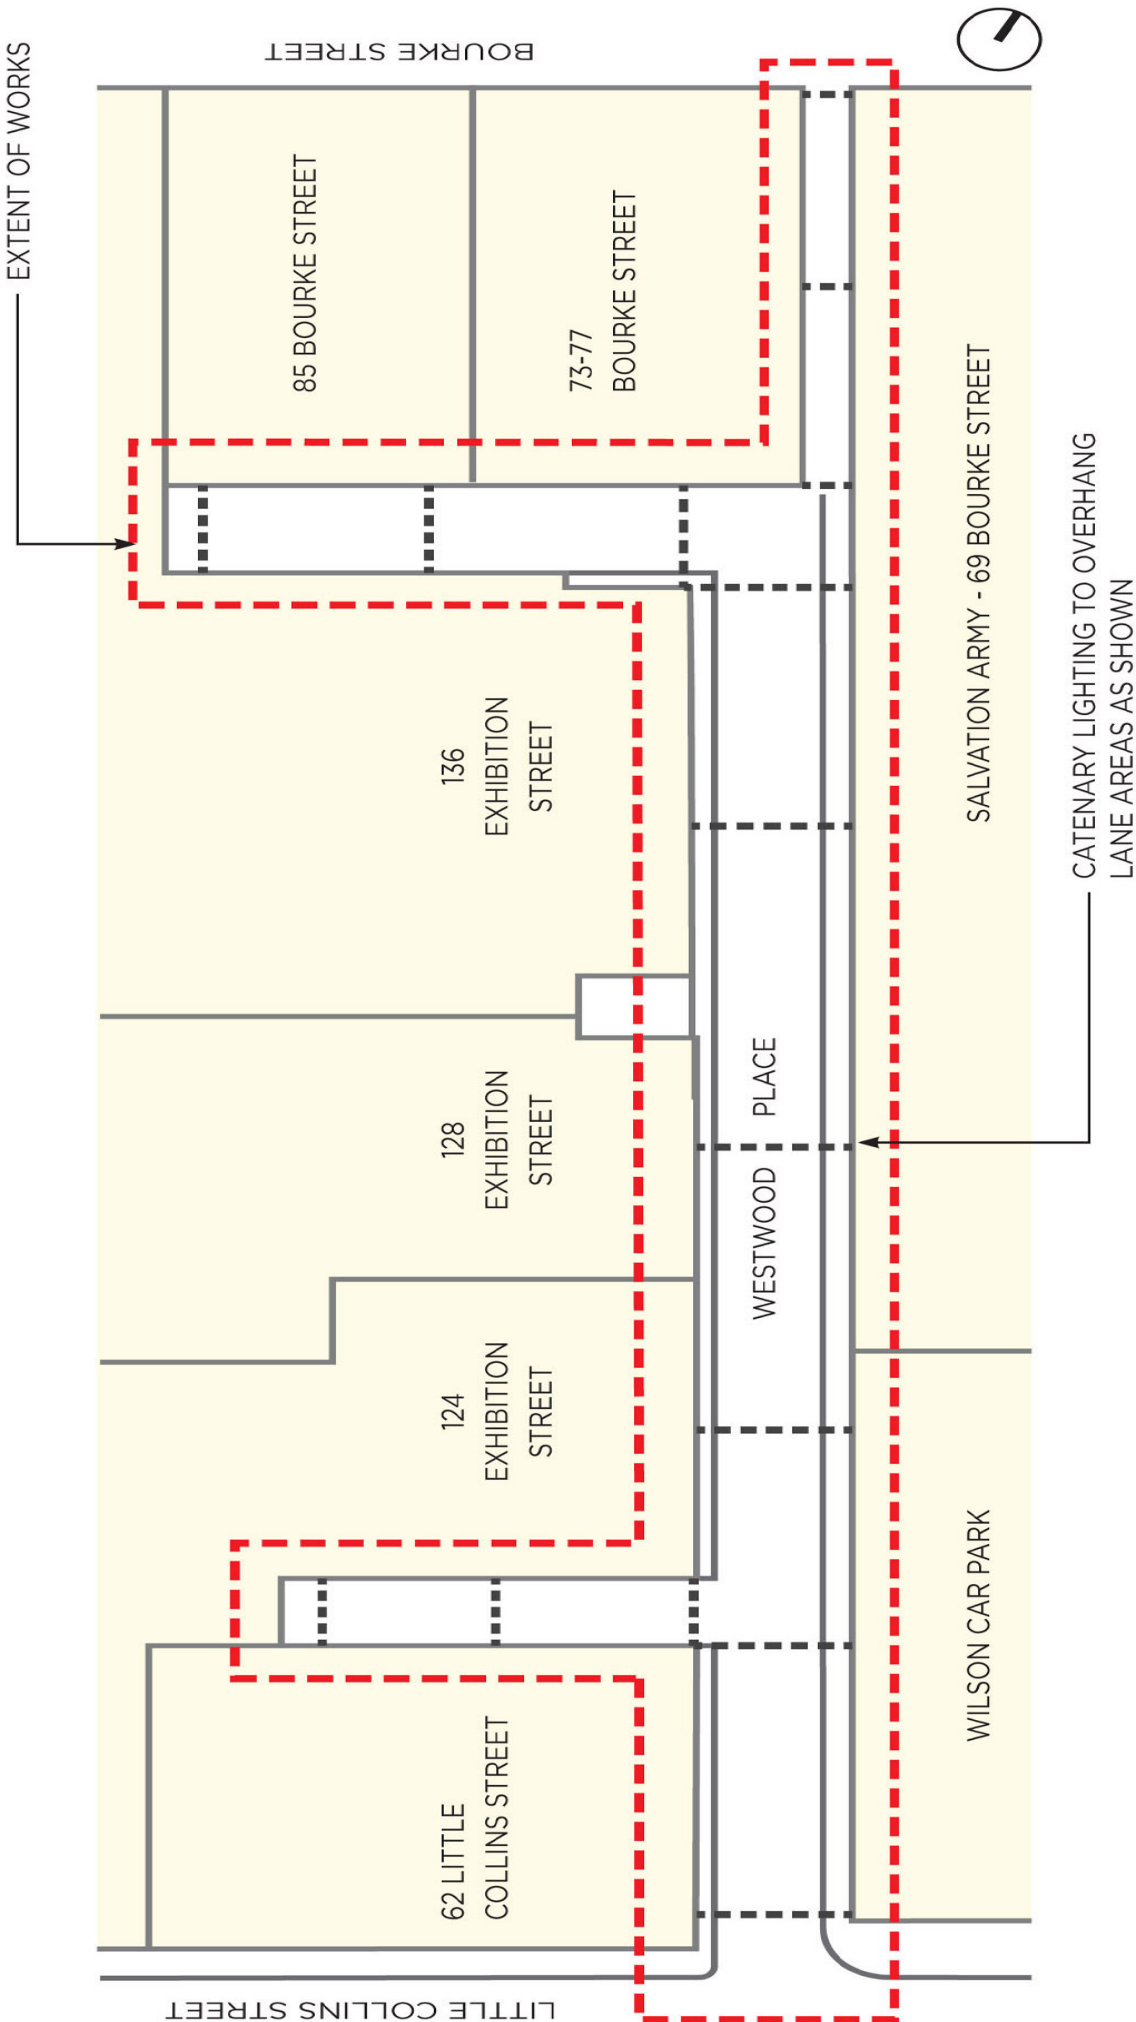 BOURKE STREET
EXTENT OF WORKS
85 BOURKE STREET
73-77
BOURKE STREET
SALVATION ARMY - 69 BOURKE STREET
CATENARY LIGHTING TO OVERHANG
LANE AREAS AS SHOWN
136
EXHIBITION
STREET
128
EXHIBITION
STREET
WESTWOOD PLACE
124
EXHIBITION
STREET
WILSON CAR PARK
62 LITTLE
COLLINS STREET
LITTLE COLLINS STREET